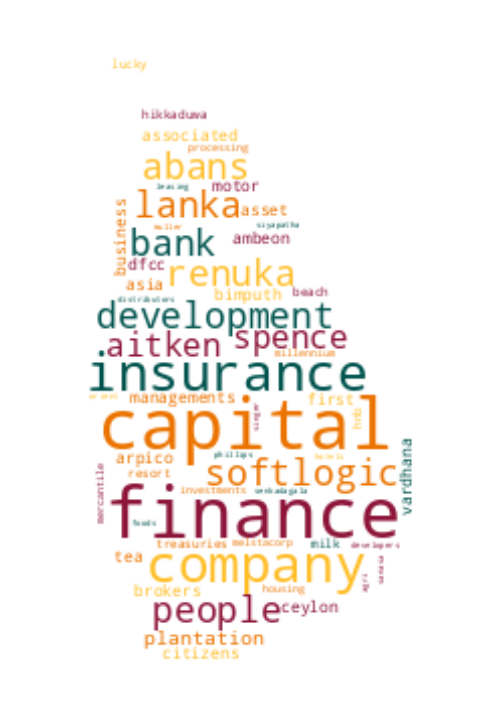 lucky
hikkaduwa
associated
processing
abans
leasing motor
lanka asset
business
muller siyapatha
bank ambeon
dfcc renuka
asia bimputh beach
distributors
development
aitken spence
millennium
insurance
managements first
capital
singer
hnb
arpico phillips hotels
resort softlogic
vardhana
mercantile
investments senkadagala
finance
foods
treasuries melstacorp milk developers
tea company
sanasa
agri
brokers housing
people ceylon
plantation
citizens